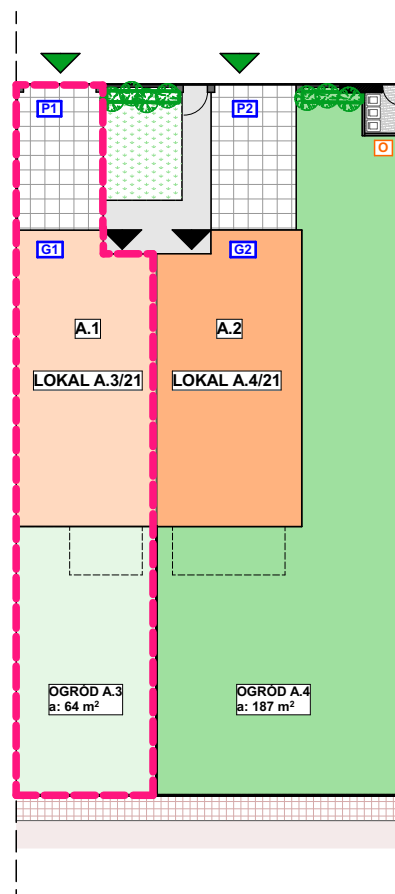 P1
P2
O
G1
G2
A.1
A.2
LOKAL A.3/21
LOKAL A.4/21
OGRÓD A.3
a: 64 m²
OGRÓD A.4
a: 187 m²